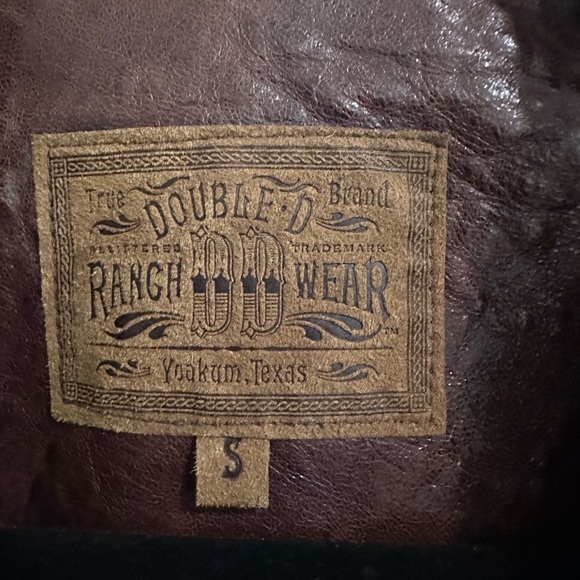 True Brand
DOUBLE·D
REGISTERED TRADEMARK
RANCH DD WEAR
TM
Yoakum, Texas
S